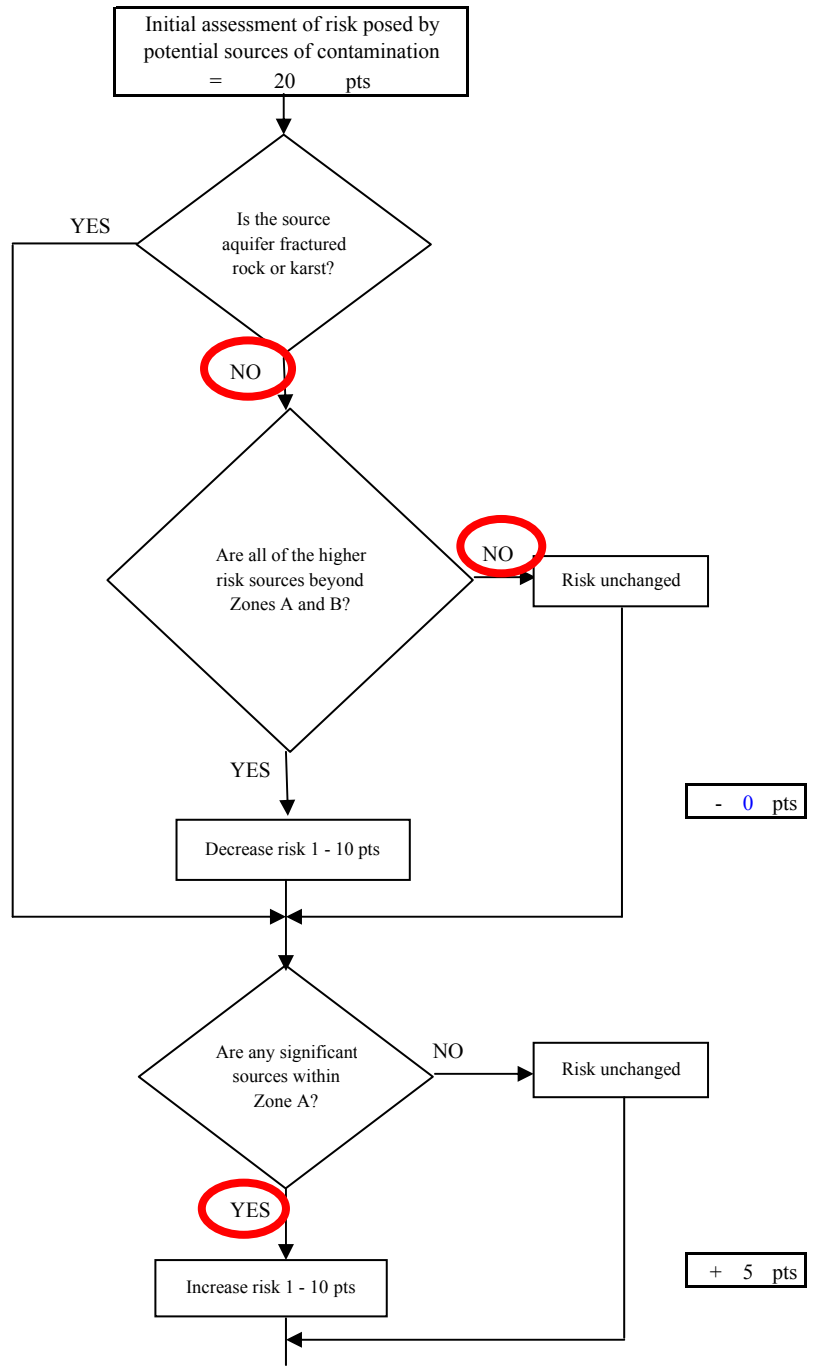 Initial assessment of risk posed by
potential sources of contamination
= 20 pts
YES
Is the source
aquifer fractured
rock or karst?
NO
Are all of the higher
risk sources beyond
Zones A and B?
NO
Risk unchanged
YES
- 0 pts
Decrease risk 1 - 10 pts
Are any significant
sources within
Zone A?
NO
Risk unchanged
YES
+ 5 pts
Increase risk 1 - 10 pts